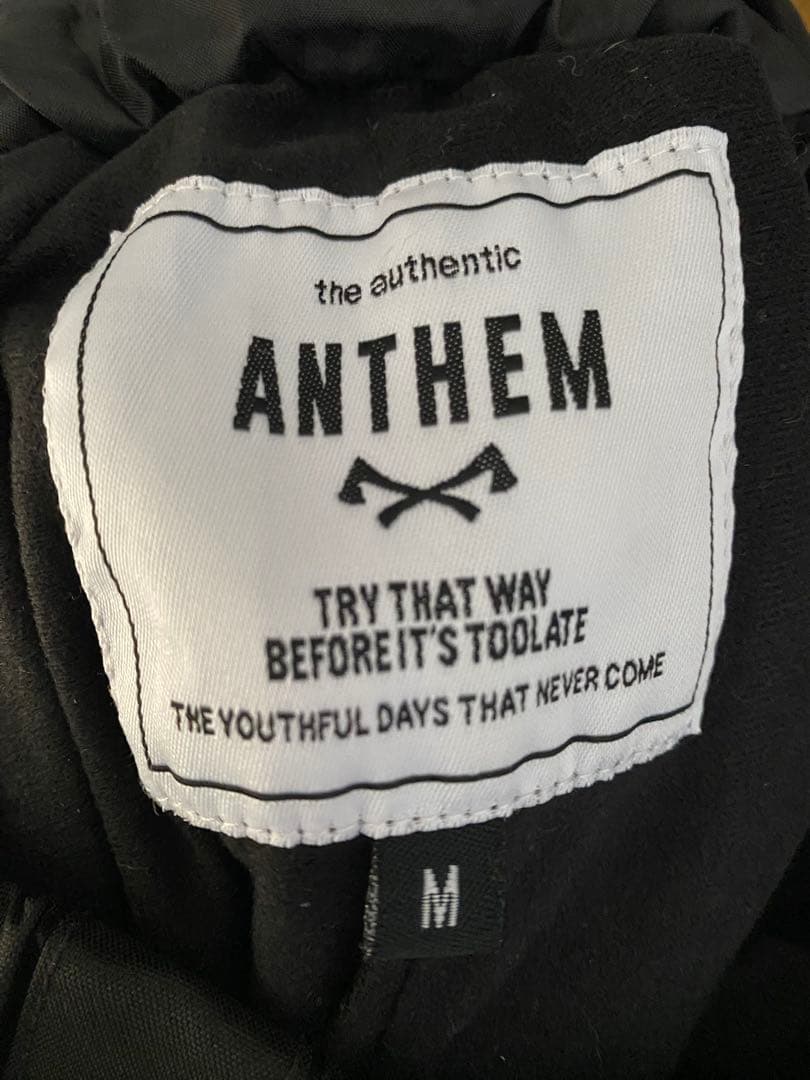 the authentic
ANTHEM
TRY THAT WAY
BEFORE IT'S TOOLATE
THE YOUTHFUL DAYS THAT NEVER COME
M